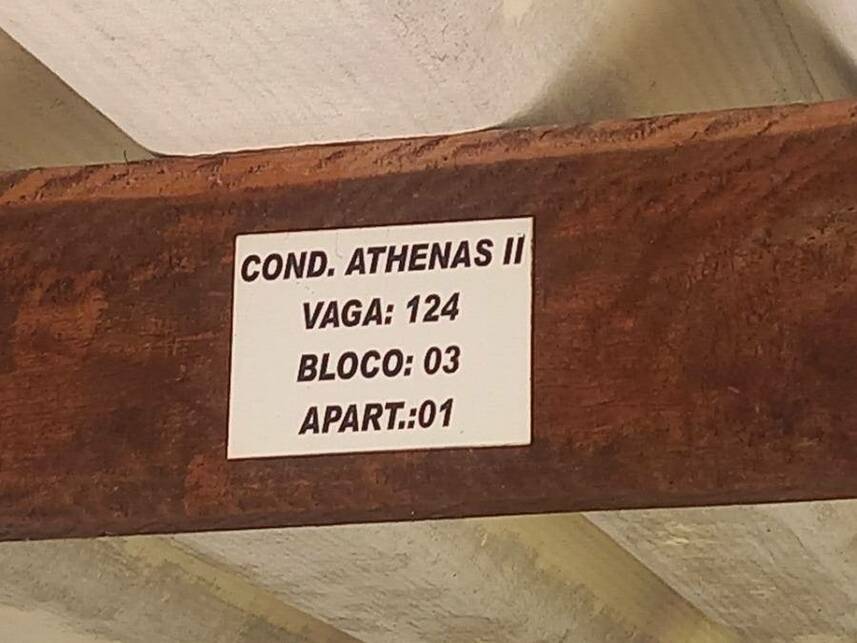 COND. ATHENAS II
VAGA: 124
BLOCO: 03
APART.:01